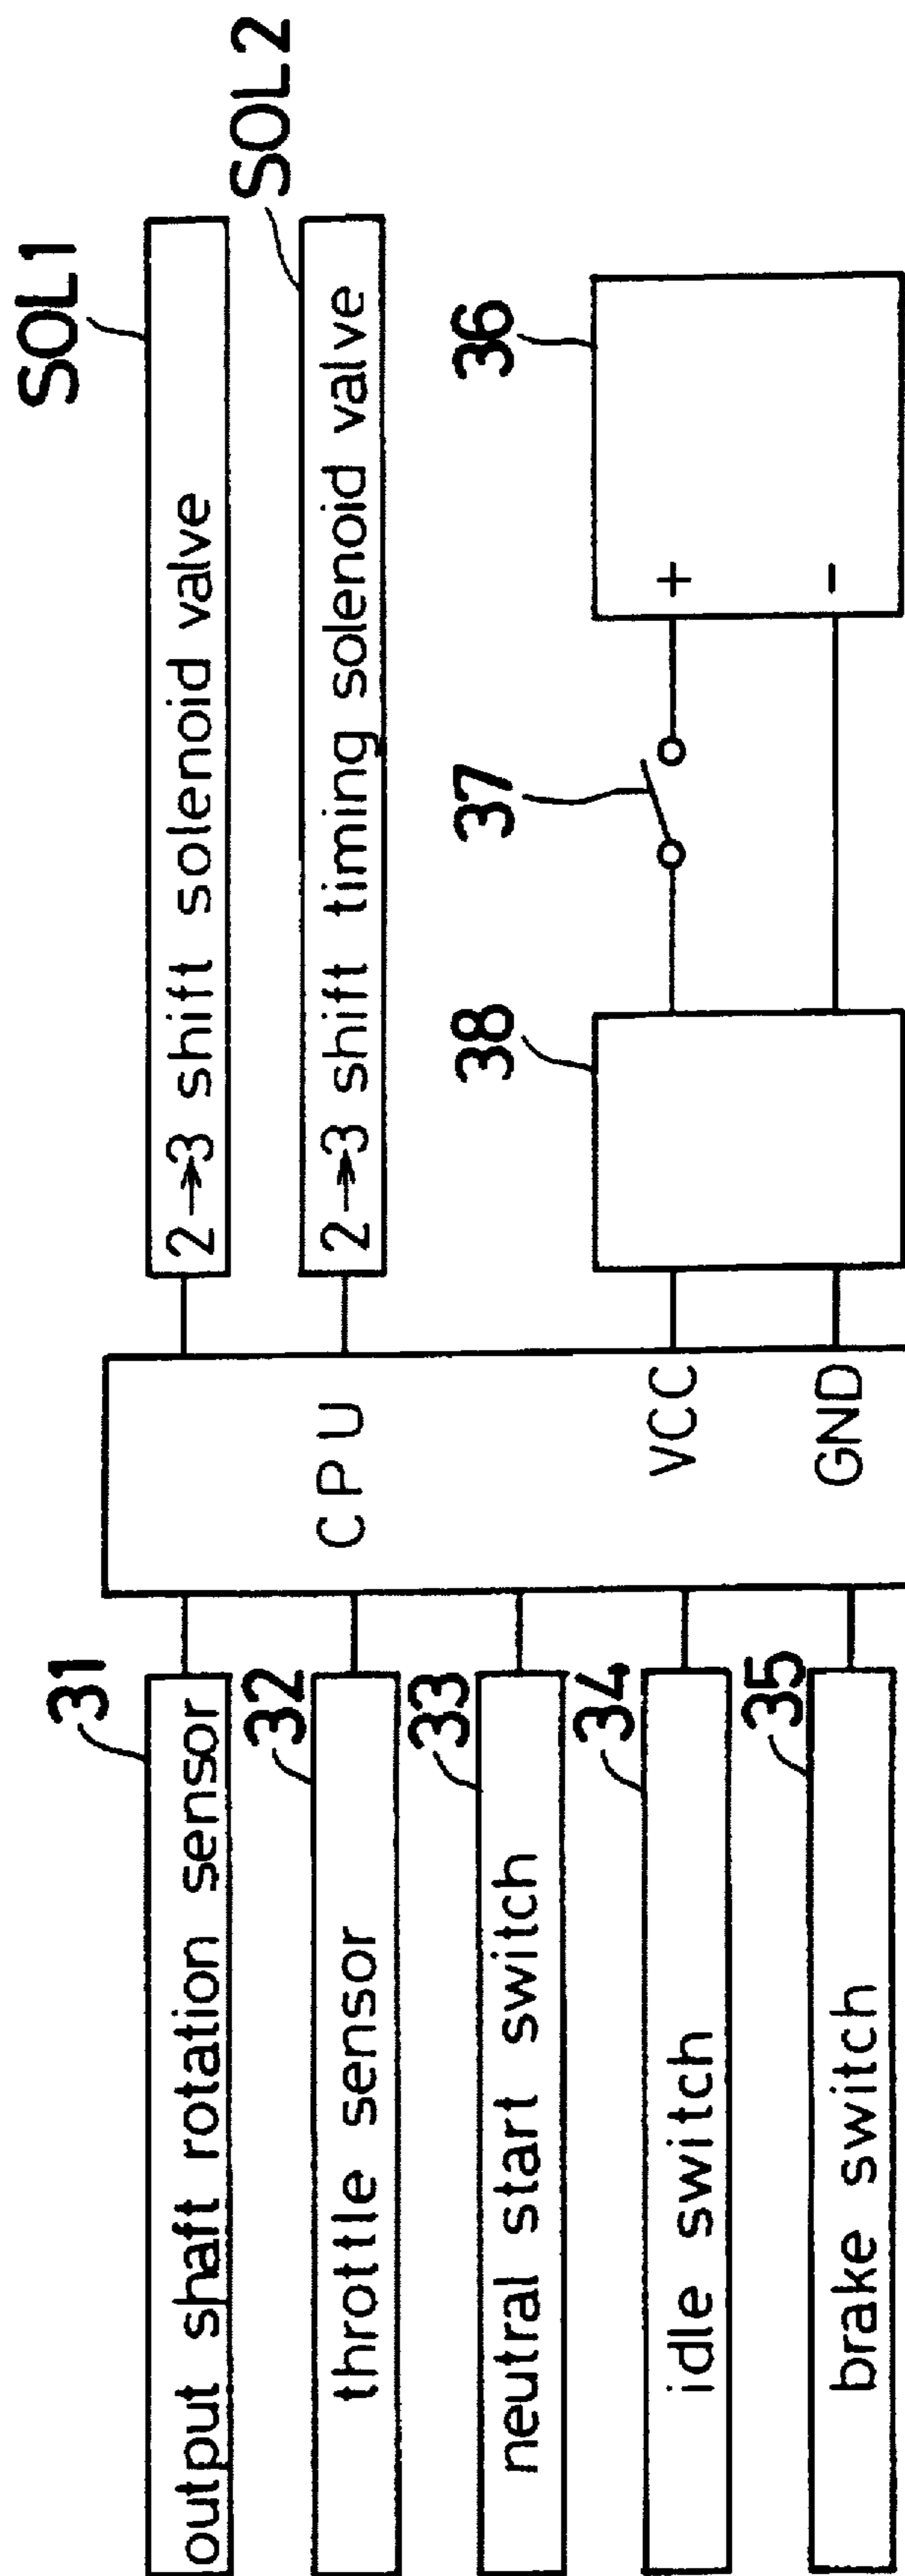 SOL1
2→3 shift solenoid valve
SOL2
2→3 shift timing solenoid valve
31
output shaft rotation sensor
32
throttle sensor
33
neutral start switch
34
idle switch
35
brake switch
CPU
VCC
GND
38
37
36
+
-